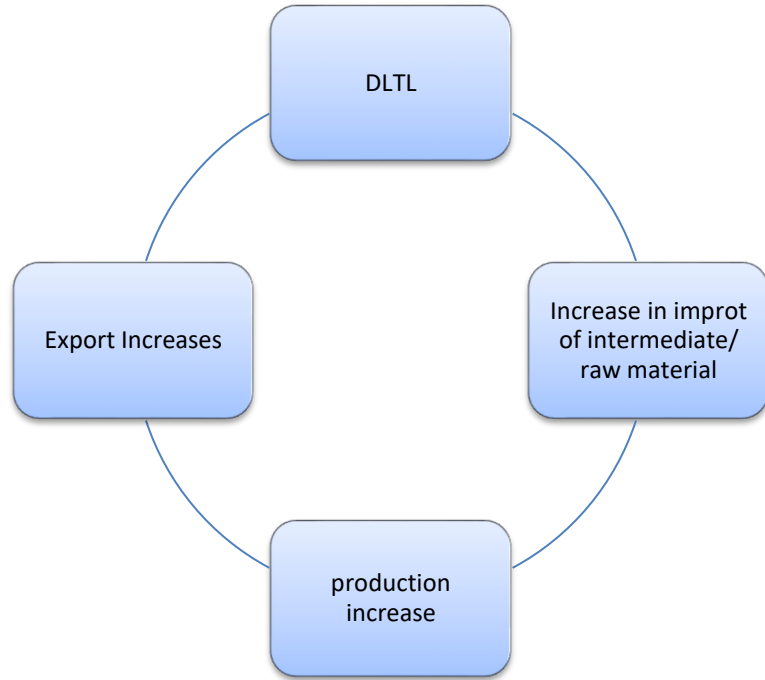 DLTL
Increase in improt
of intermediate/
raw material
production
increase
Export Increases